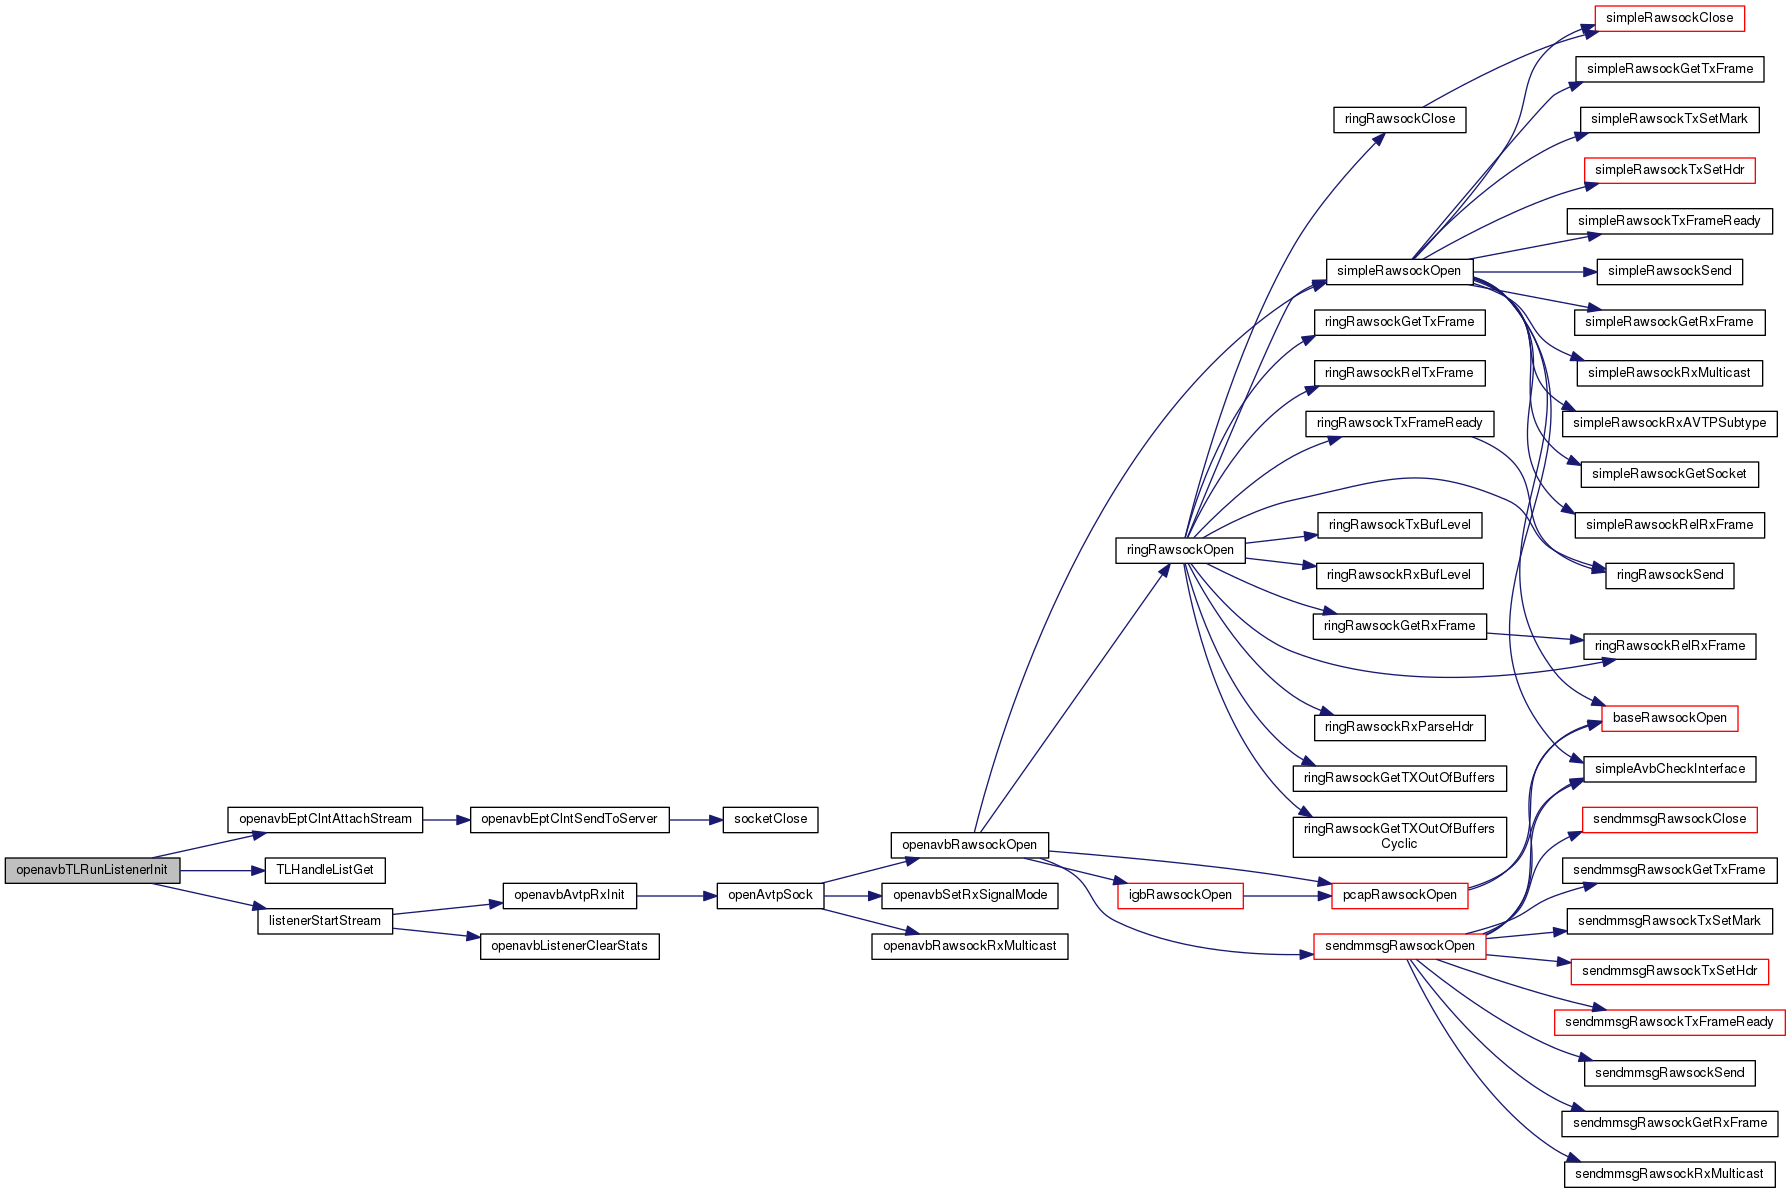 simpleRawsockClose
simpleRawsockGetTxFrame
ringRawsockClose
simpleRawsockTxSetMark
simpleRawsockTxSetHdr
simpleRawsockTxFrameReady
simpleRawsockOpen
simpleRawsockSend
ringRawsockGetTxFrame
simpleRawsockGetRxFrame
ringRawsockRelTxFrame
simpleRawsockRxMulticast
ringRawsockTxFrameReady
simpleRawsockRxAVTPSubtype
simpleRawsockGetSocket
ringRawsockTxBufLevel
simpleRawsockRelRxFrame
ringRawsockOpen
ringRawsockRxBufLevel
ringRawsockSend
ringRawsockGetRxFrame
ringRawsockRelRxFrame
ringRawsockRxParseHdr
baseRawsockOpen
ringRawsockGetTXOutOfBuffers
simpleAvbCheckInterface
openavbEptClntAttachStream
openavbEptClntSendToServer
socketClose
ringRawsockGetTXOutOfBuffers
Cyclic
sendmmsgRawsockClose
openavbRawsockOpen
openavbTLRunListenerInit
TLHandleListGet
sendmmsgRawsockGetTxFrame
openavbAvtpRxInit
openAvtpSock
openavbSetRxSignalMode
igbRawsockOpen
pcapRawsockOpen
listenerStartStream
sendmmsgRawsockTxSetMark
openavbListenerClearStats
openavbRawsockRxMulticast
sendmmsgRawsockOpen
sendmmsgRawsockTxSetHdr
sendmmsgRawsockTxFrameReady
sendmmsgRawsockSend
sendmmsgRawsockGetRxFrame
sendmmsgRawsockRxMulticast